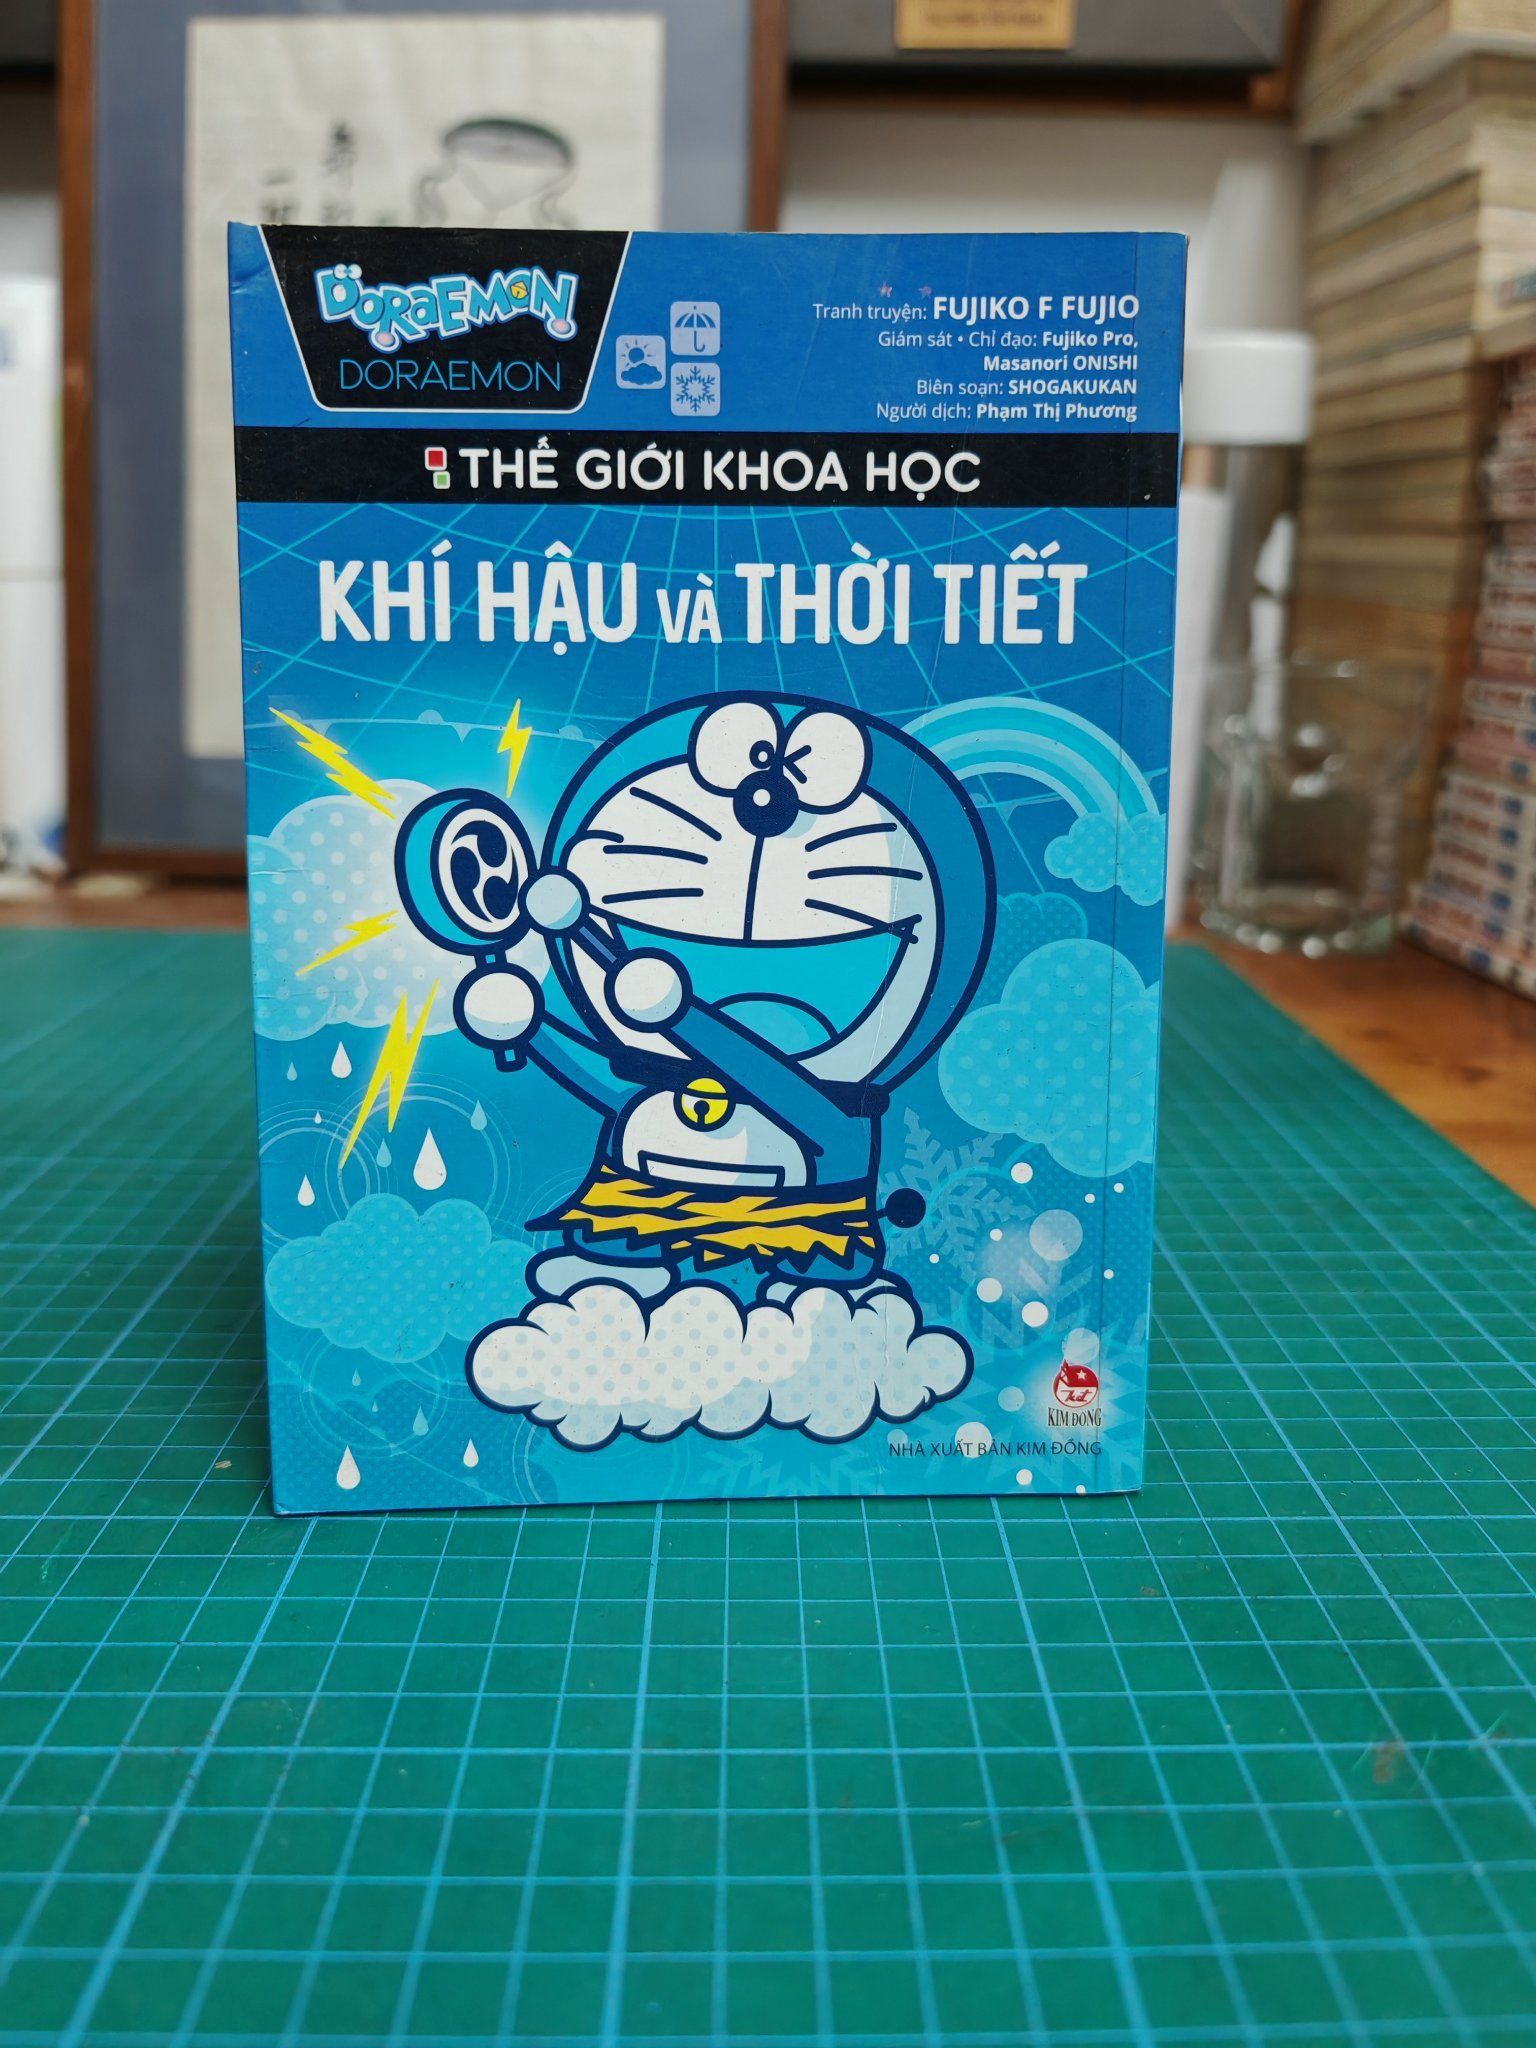 DORAEMON
DORAEMON
Tranh truyện: FUJIKO F FUJIO
Giám sát • Chỉ đạo: Fujiko Pro,
Masanori ONISHI
Biên soạn: SHOGAKUKAN
Người dịch: Phạm Thị Phương
THẾ GIỚI KHOA HỌC
KHÍ HẬU VÀ THỜI TIẾT
KIM ĐỒNG
NHÀ XUẤT BẢN KIM ĐỒNG